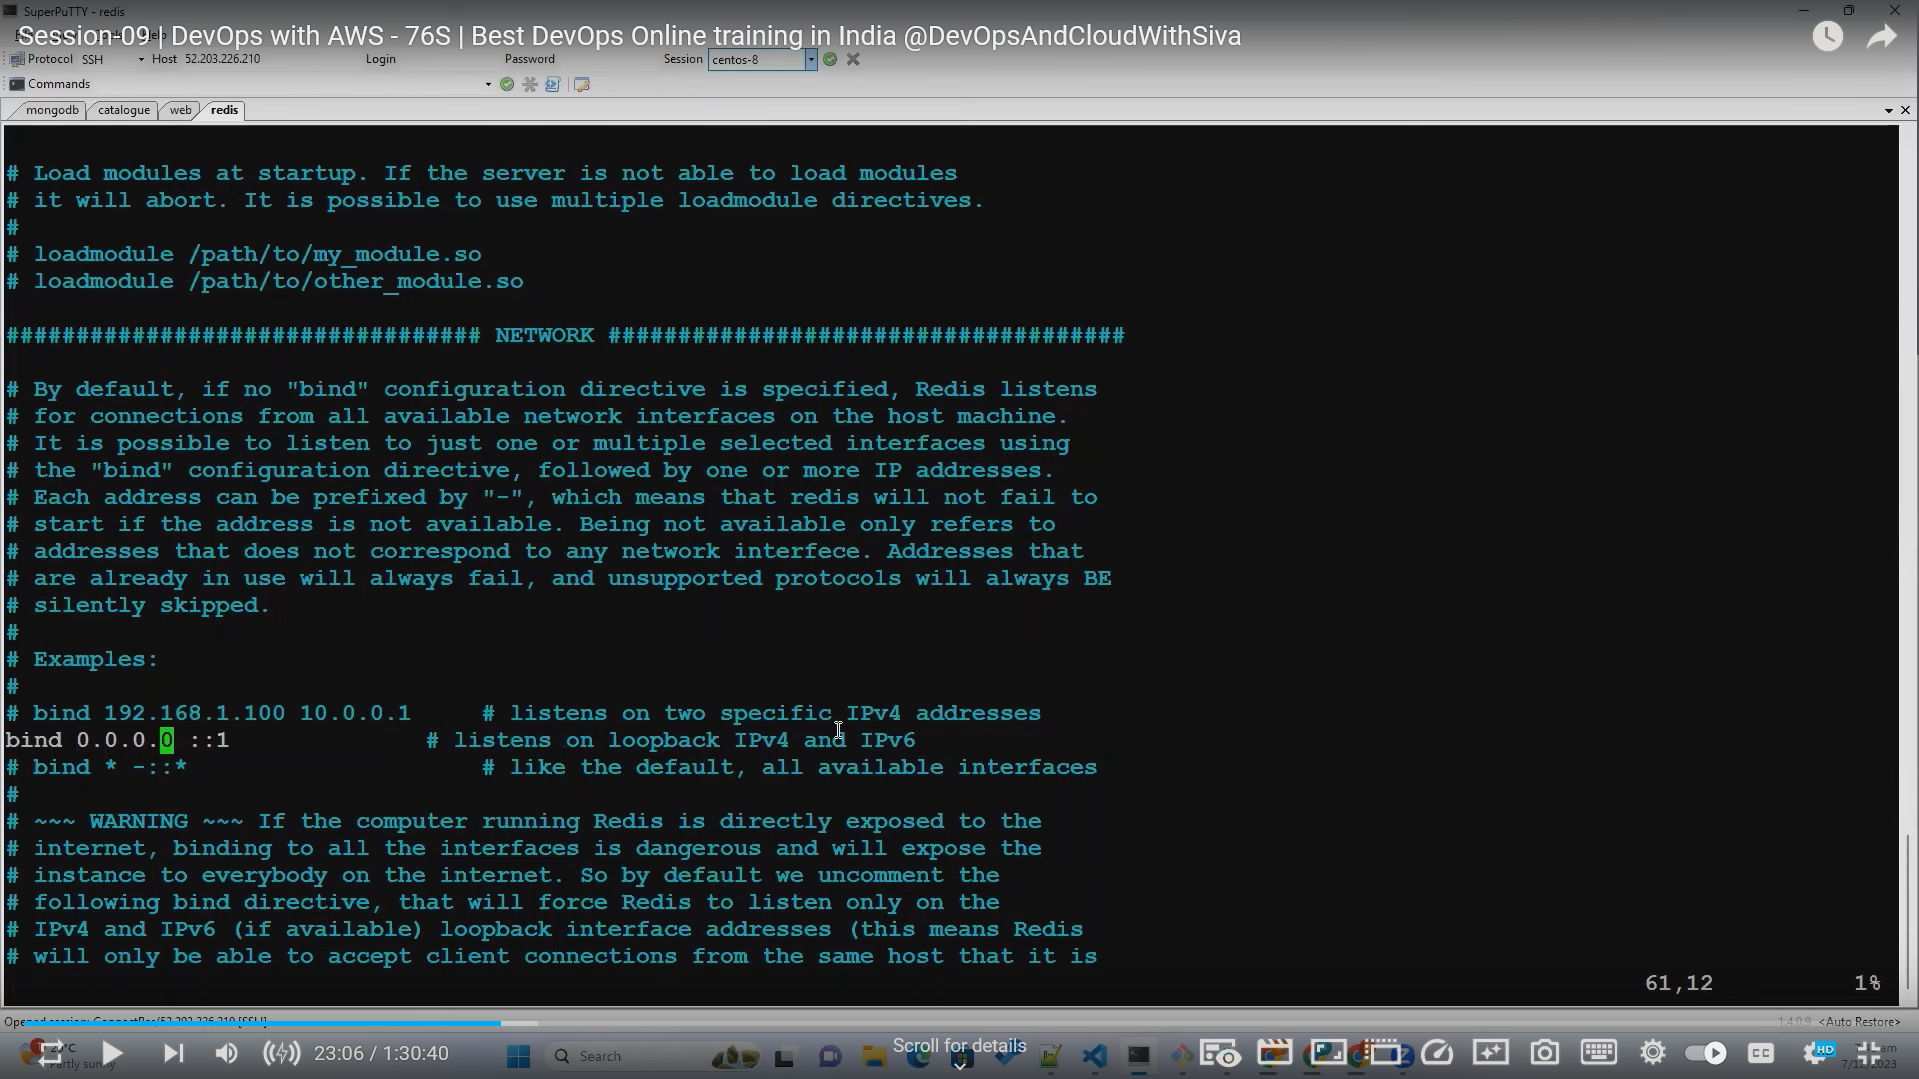 SuperPuTTY - redis
Session-09 | DevOps with AWS - 76S | Best DevOps Online training in India @DevOpsAndCloudWithSiva
Protocol SSH Host 52.203.226.210 Login Password Session centos-8
Commands
mongodb catalogue web redis
# Load modules at startup. If the server is not able to load modules
# it will abort. It is possible to use multiple loadmodule directives.
#
# loadmodule /path/to/my_module.so
# loadmodule /path/to/other_module.so
################################## NETWORK #####################################
# By default, if no "bind" configuration directive is specified, Redis listens
# for connections from all available network interfaces on the host machine.
# It is possible to listen to just one or multiple selected interfaces using
# the "bind" configuration directive, followed by one or more IP addresses.
# Each address can be prefixed by "-", which means that redis will not fail to
# start if the address is not available. Being not available only refers to
# addresses that does not correspond to any network interfece. Addresses that
# are already in use will always fail, and unsupported protocols will always BE
# silently skipped.
#
# Examples:
#
# bind 192.168.1.100 10.0.0.1     # listens on two specific IPv4 addresses
bind 0.0.0.0 ::1              # listens on loopback IPv4 and IPv6
# bind * -::*                     # like the default, all available interfaces
#
# ~~~ WARNING ~~~ If the computer running Redis is directly exposed to the
# internet, binding to all the interfaces is dangerous and will expose the
# instance to everybody on the internet. So by default we uncomment the
# following bind directive, that will force Redis to listen only on the
# IPv4 and IPv6 (if available) loopback interface addresses (this means Redis
# will only be able to accept client connections from the same host that it is
61,12 1%
1.4.0.9 <Auto Restore>
23:06 / 1:30:40
Search
Scroll for details
CC
HD
Partly sunny